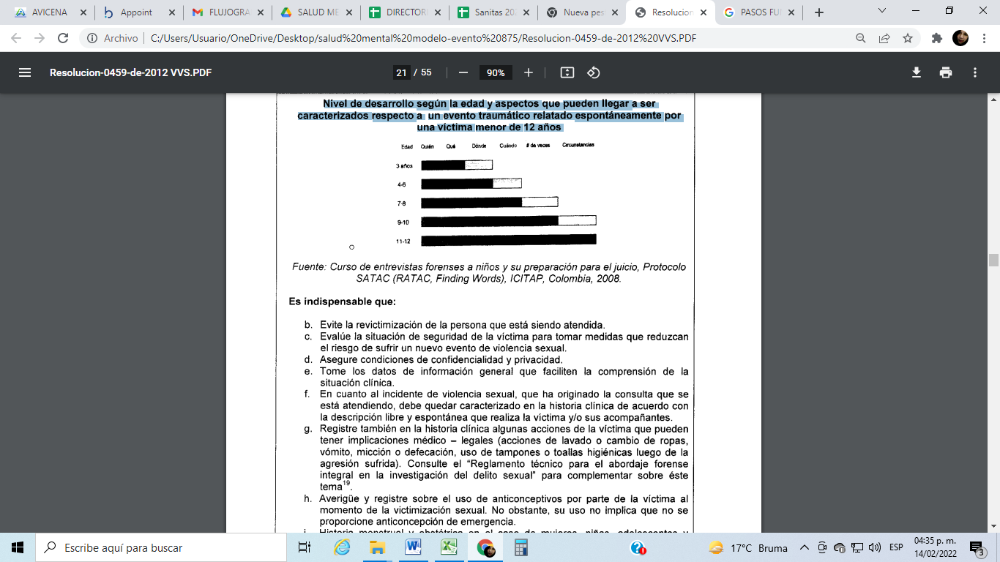 AVICENA
Appoint
FLUJOGRA
SALUD ME
DIRECTORI
Sanitas 202
Nueva pes
Resolucion
PASOS FUI
Archivo | C:/Users/Usuario/OneDrive/Desktop/salud%20mental%20modelo-evento%20875/Resolucion-0459-de-2012%20VVS.PDF
Resolucion-0459-de-2012 VVS.PDF
21 / 55
90%
Nivel de desarrollo según la edad y aspectos que pueden llegar a ser
caracterizados respecto a un evento traumático relatado espontáneamente por
una víctima menor de 12 años
Edad Quién Qué Dónde Cuándo # de veces Circunstancias
3 años
4-6
7-8
9-10
11-12
Fuente: Curso de entrevistas forenses a niños y su preparación para el juicio, Protocolo
SATAC (RATAC, Finding Words), ICITAP, Colombia, 2008.
Es indispensable que:
b. Evite la revictimización de la persona que está siendo atendida.
c. Evalúe la situación de seguridad de la víctima para tomar medidas que reduzcan
el riesgo de sufrir un nuevo evento de violencia sexual.
d. Asegure condiciones de confidencialidad y privacidad.
e. Tome los datos de información general que faciliten la comprensión de la
situación clínica.
f. En cuanto al incidente de violencia sexual, que ha originado la consulta que se
está atendiendo, debe quedar caracterizado en la historia clínica de acuerdo con
la descripción libre y espontánea que realiza la víctima y/o sus acompañantes.
g. Registre también en la historia clínica algunas acciones de la víctima que pueden
tener implicaciones médico – legales (acciones de lavado o cambio de ropas,
vómito, micción o defecación, uso de tampones o toallas higiénicas luego de la
agresión sufrida). Consulte el "Reglamento técnico para el abordaje forense
integral en la investigación del delito sexual" para complementar sobre éste
tema19.
h. Averigüe y registre sobre el uso de anticonceptivos por parte de la víctima al
momento de la victimización sexual. No obstante, su uso no implica que no se
proporcione anticoncepción de emergencia.
i. Historia menstrual y obstétrica en el caso de mujeres, niñas, adolescentes y
Escribe aquí para buscar
17°C Bruma
ESP
04:35 p. m.
14/02/2022
3